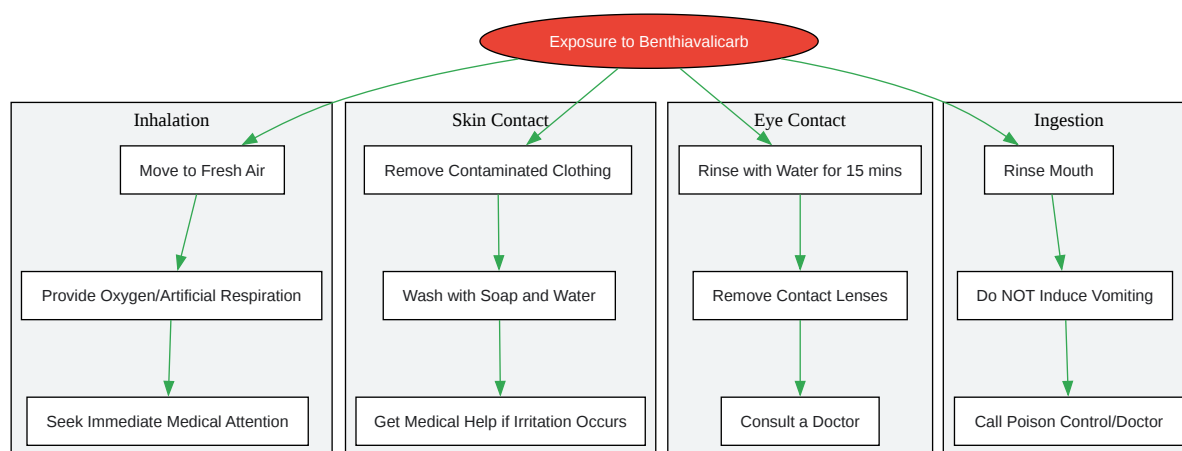 Exposure to Benthiavalicarb
Inhalation
Move to Fresh Air
Provide Oxygen/Artificial Respiration
Seek Immediate Medical Attention
Skin Contact
Remove Contaminated Clothing
Wash with Soap and Water
Get Medical Help if Irritation Occurs
Eye Contact
Rinse with Water for 15 mins
Remove Contact Lenses
Consult a Doctor
Ingestion
Rinse Mouth
Do NOT Induce Vomiting
Call Poison Control/Doctor